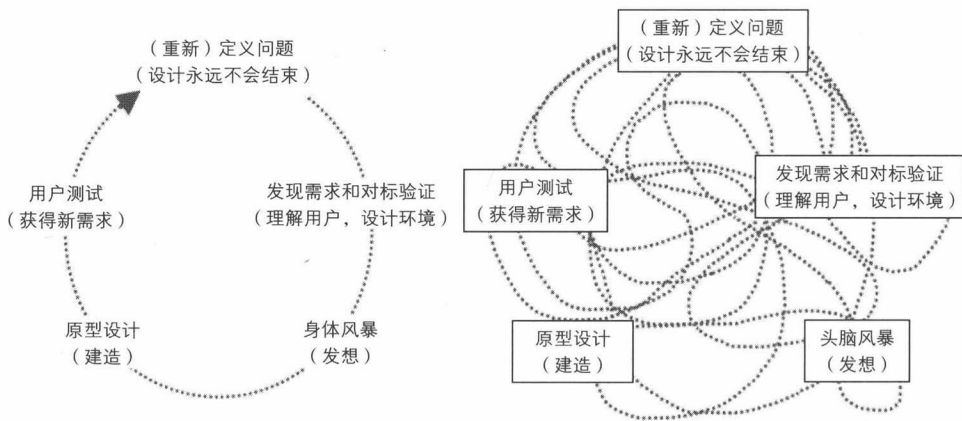 （重新）定义问题
（设计永远不会结束）
发现需求和对标验证
（理解用户，设计环境）
身体风暴
（发想）
原型设计
（建造）
用户测试
（获得新需求）
（重新）定义问题
（设计永远不会结束）
发现需求和对标验证
（理解用户，设计环境）
头脑风暴
（发想）
原型设计
（建造）
用户测试
（获得新需求）